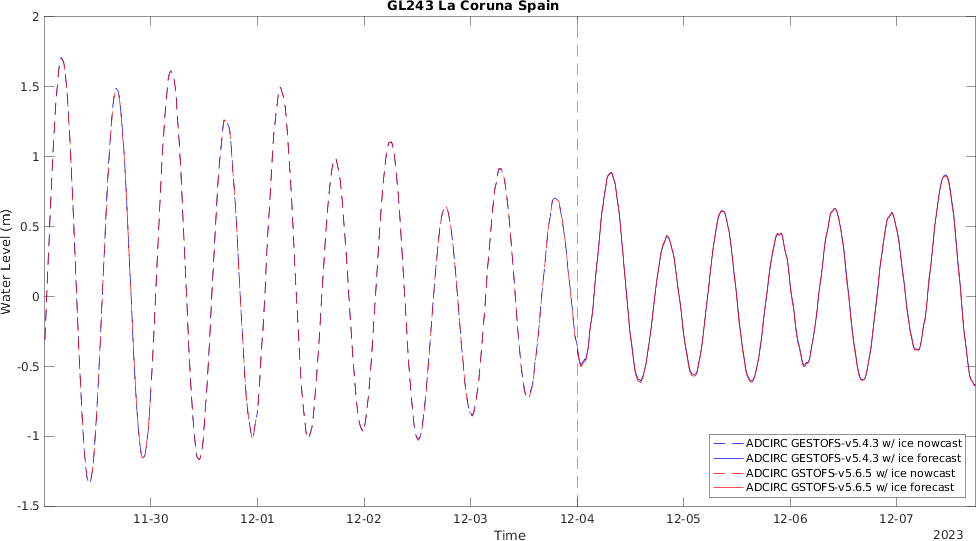 GL243 La Coruna Spain
2
1.5
1
0.5
0
-0.5
-1
-1.5
Water Level (m)
11-30
12-01
12-02
12-03
12-04
12-05
12-06
12-07
Time
2023
ADCIRC GESTOFS-v5.4.3 w/ ice nowcast
ADCIRC GESTOFS-v5.4.3 w/ ice forecast
ADCIRC GSTOFS-v5.6.5 w/ ice nowcast
ADCIRC GSTOFS-v5.6.5 w/ ice forecast